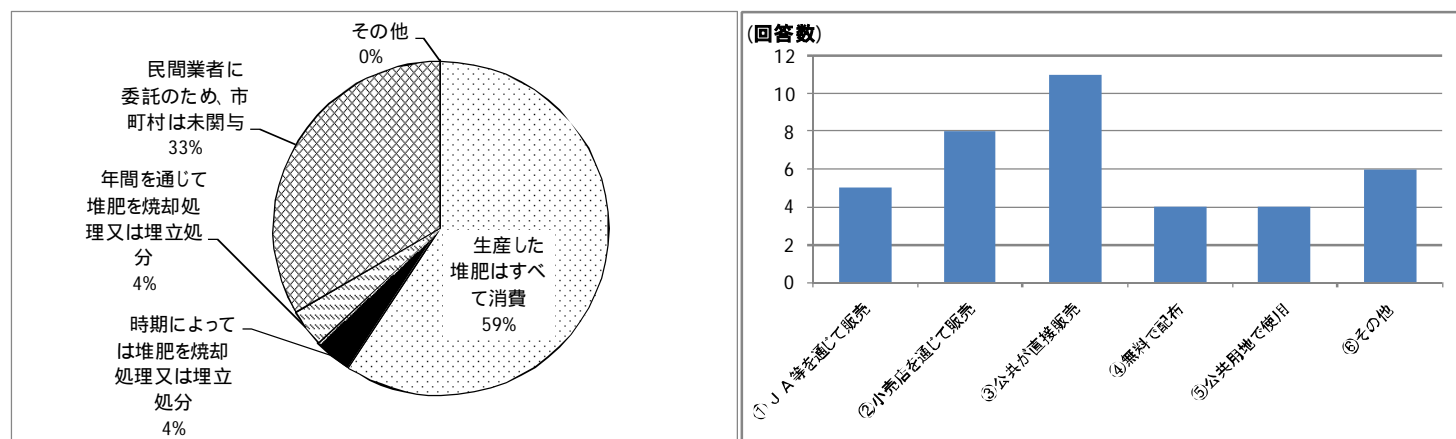 その他
0%
民間業者に
委託のため、市
町村は未関与
33%
年間を通じて
堆肥を焼却処
理又は埋立処
分
4%
時期によって
は堆肥を焼却
処理又は埋立
処分
4%
生産した
堆肥はすべ
て消費
59%
(回答数)
12
10
8
6
4
2
0
①ＪＡ等を通じて販売
②小売店を通じて販売
③公共が直接販売
④無料で配布
⑤公共用地で使用
⑥その他